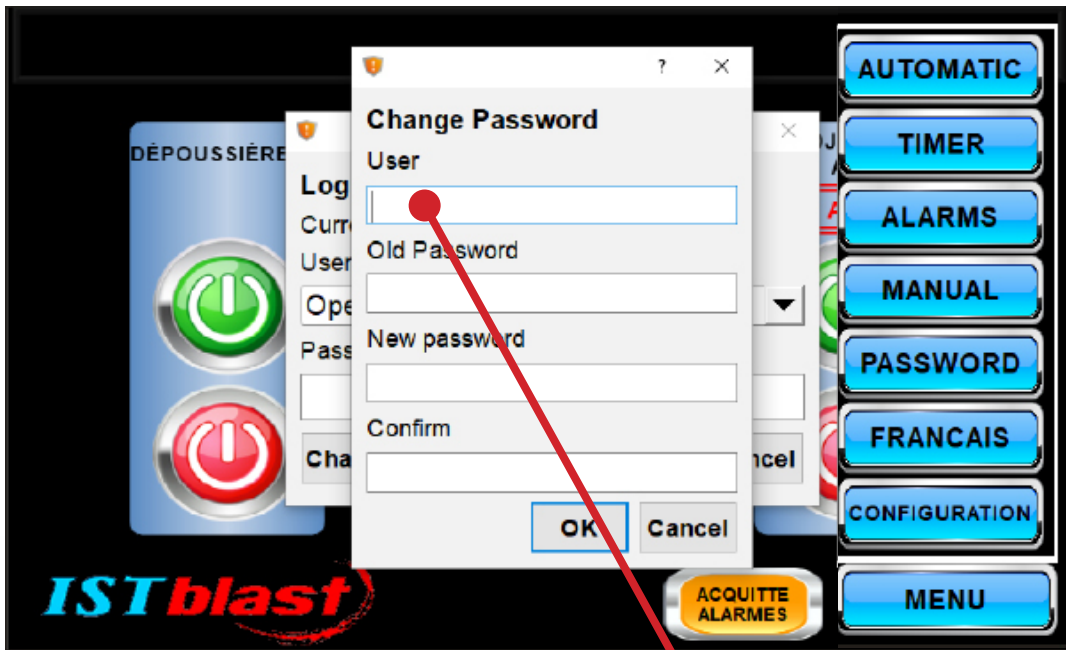 ? ×
Change Password
User
Old Password
New password
Confirm
OK Cancel
×
Log
Curr
User
Ope
Pass
Cha ncel
DÉPOUSSIÈRE
AUTOMATIC
TIMER
ALARMS
MANUAL
PASSWORD
FRANCAIS
CONFIGURATION
MENU
ISTblast
ACQUITTE
ALARMES